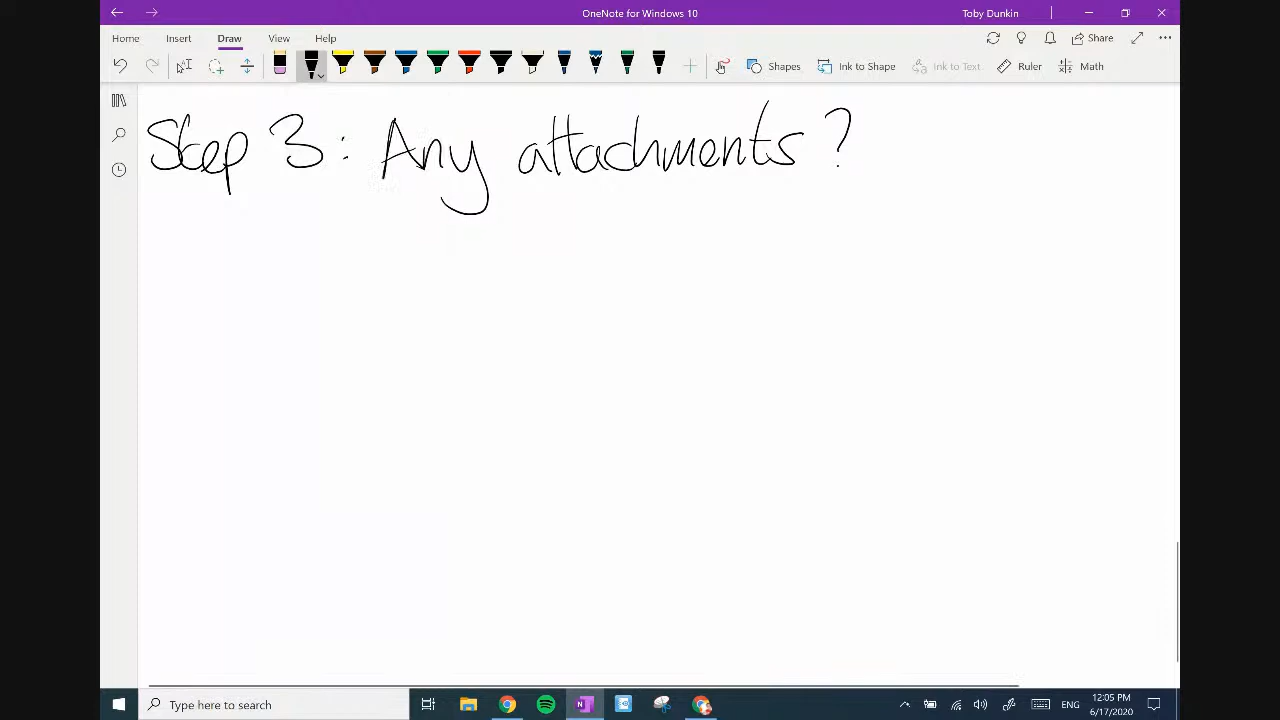 OneNote for Windows 10
Toby Dunkin
Home Insert Draw View Help
Share
Shapes Ink to Shape Ink to Text Ruler Math
Step 3: Any attachments?
Type here to search
ENG
12:05 PM
6/17/2020